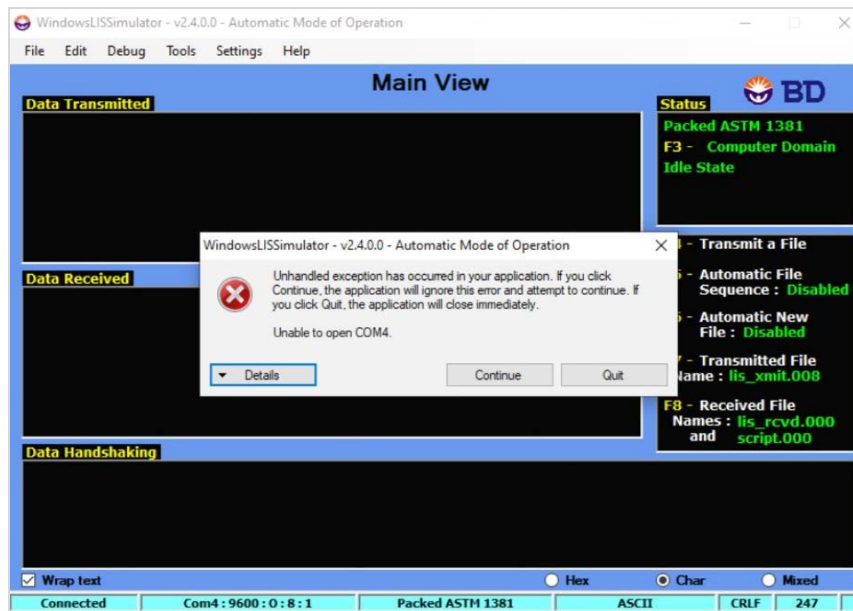 WindowsLISSimulator - v2.4.0.0 - Automatic Mode of Operation
File Edit Debug Tools Settings Help
Main View
BD
Data Transmitted
Status
Packed ASTM 1381
F3 - Computer Domain
Idle State
WindowsLISSimulator - v2.4.0.0 - Automatic Mode of Operation
Unhandled exception has occurred in your application. If you click
Continue, the application will ignore this error and attempt to continue. If
you click Quit, the application will close immediately.
Unable to open COM4.
Details Continue Quit
- Transmit a File
- Automatic File
Sequence : Disabled
- Automatic New
File : Disabled
- Transmitted File
Name : lis_xmit.008
F8 - Received File
Names : lis_rcvd.000
and script.000
Data Received
Data Handshaking
Wrap text Hex Char Mixed
Connected Com4 : 9600 : O : 8 : 1 Packed ASTM 1381 ASCII CRLF 247